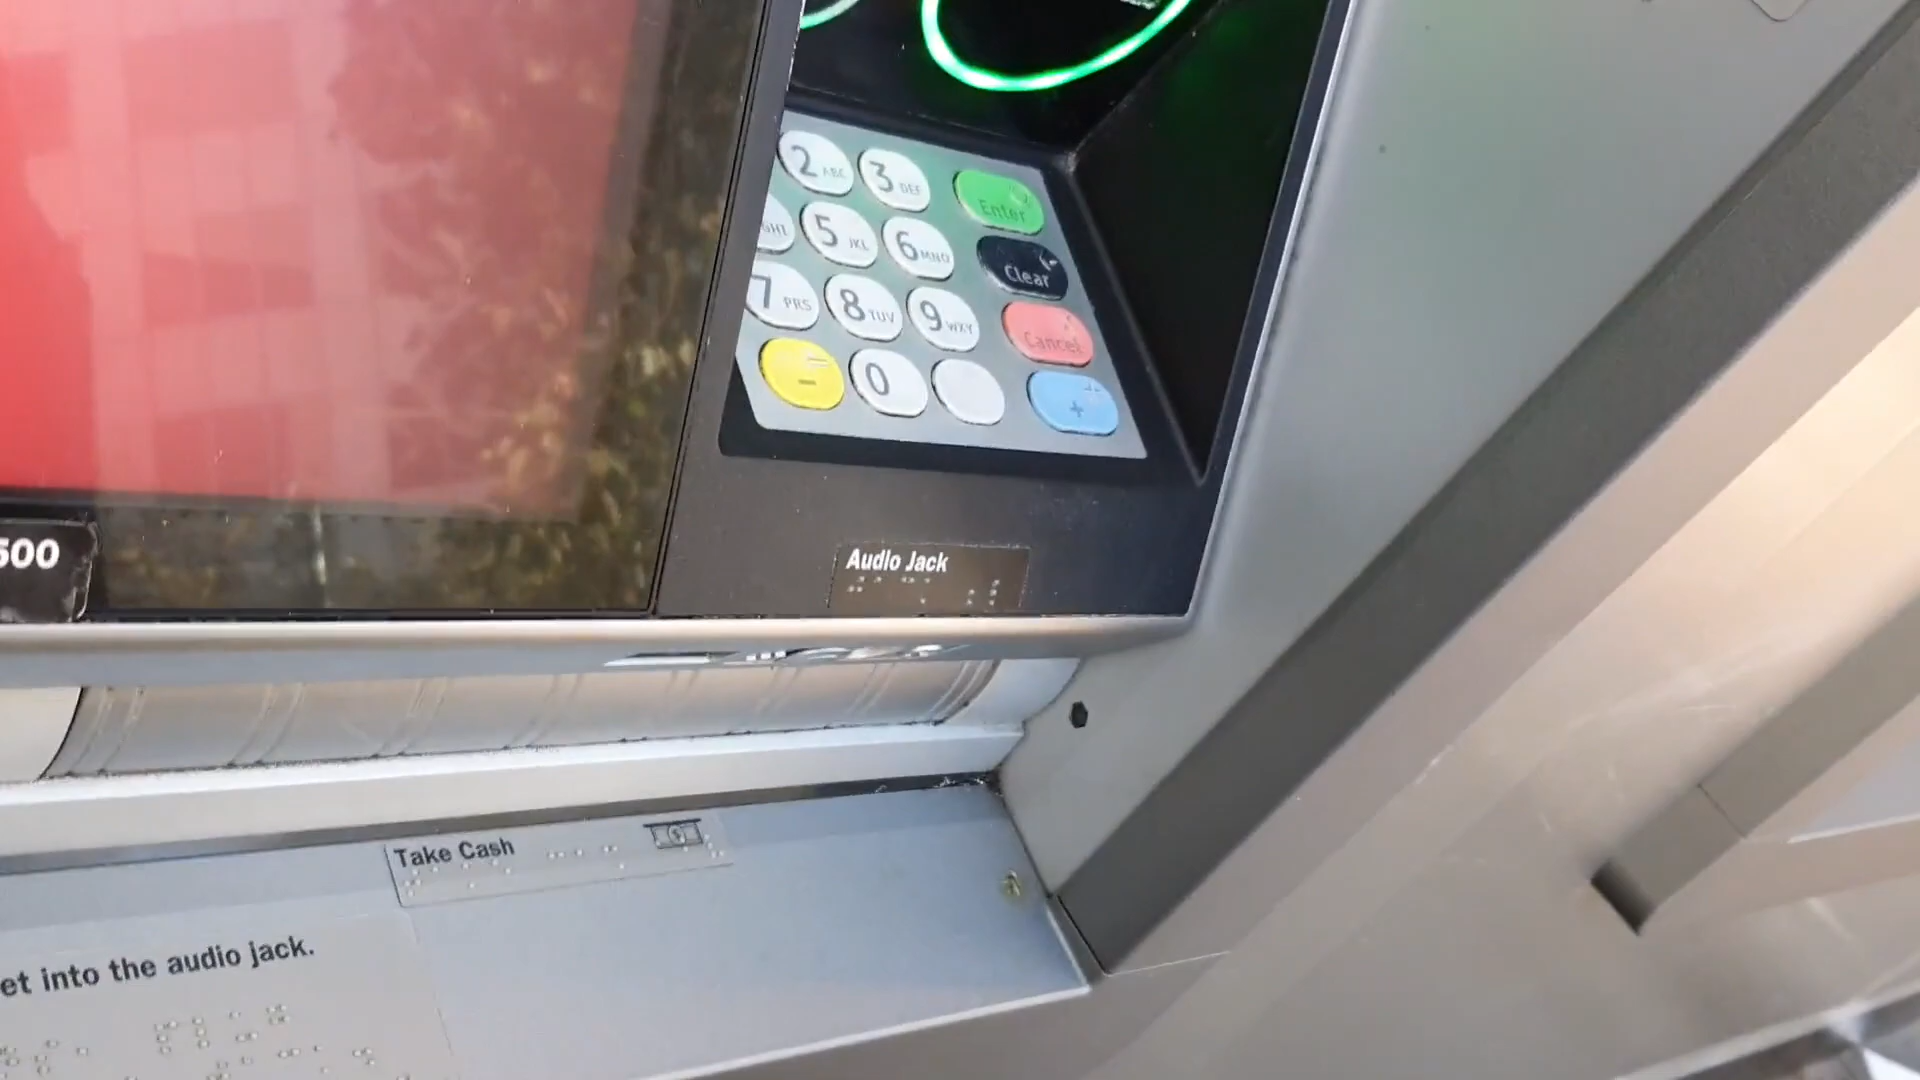 2 ABC
3 DEF
Enter
GHI
5 JKL
6 MNO
Clear
7 PRS
8 TUV
9 WXY
Cancel
-
0
+
500
Audio Jack
Take Cash
et into the audio jack.